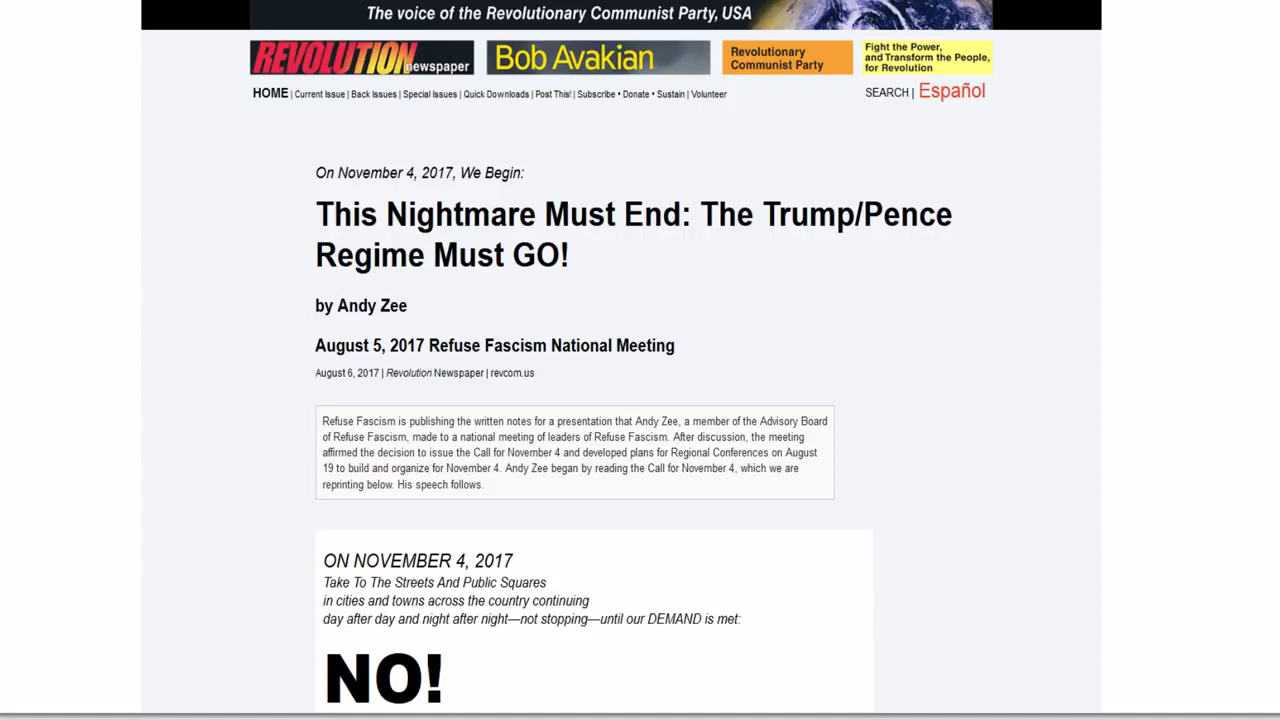 The voice of the Revolutionary Communist Party, USA
REVOLUTION newspaper
Bob Avakian
Revolutionary
Communist Party
Fight the Power,
and Transform the People,
for Revolution
HOME | Current Issue | Back Issues | Special Issues | Quick Downloads | Post This! | Subscribe • Donate • Sustain | Volunteer
SEARCH | Español
On November 4, 2017, We Begin:
This Nightmare Must End: The Trump/Pence
Regime Must GO!
by Andy Zee
August 5, 2017 Refuse Fascism National Meeting
August 6, 2017 | Revolution Newspaper | revcom.us
Refuse Fascism is publishing the written notes for a presentation that Andy Zee, a member of the Advisory Board
of Refuse Fascism, made to a national meeting of leaders of Refuse Fascism. After discussion, the meeting
affirmed the decision to issue the Call for November 4 and developed plans for Regional Conferences on August
19 to build and organize for November 4. Andy Zee began by reading the Call for November 4, which we are
reprinting below. His speech follows.
ON NOVEMBER 4, 2017
Take To The Streets And Public Squares
in cities and towns across the country continuing
day after day and night after night—not stopping—until our DEMAND is met:
NO!